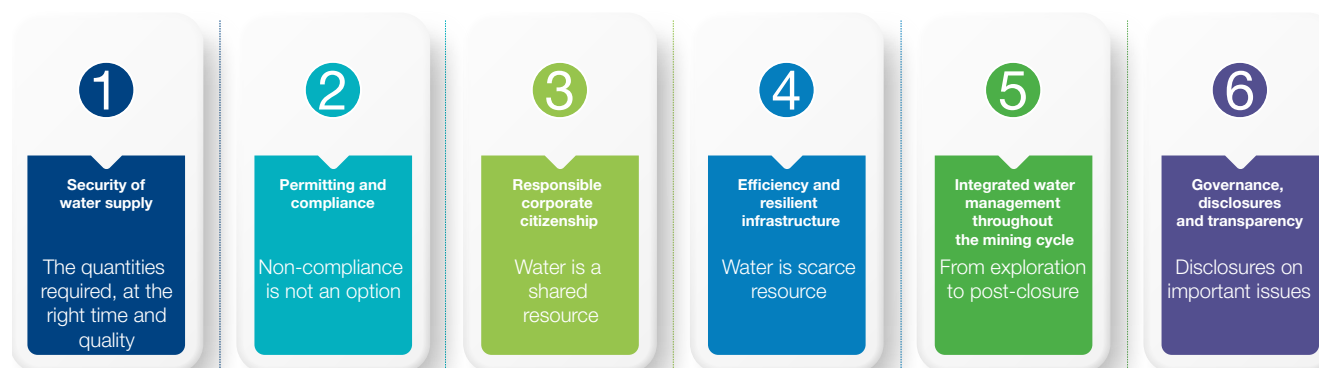 1
Security of
water supply
The quantities
required, at the
right time and
quality
2
Permitting and
compliance
Non-compliance
is not an option
3
Responsible
corporate
citizenship
Water is a
shared
resource
4
Efficiency and
resilient
infrastructure
Water is scarce
resource
5
Integrated water
management
throughout
the mining cycle
From exploration
to post-closure
6
Governance,
disclosures
and transparency
Disclosures on
important issues